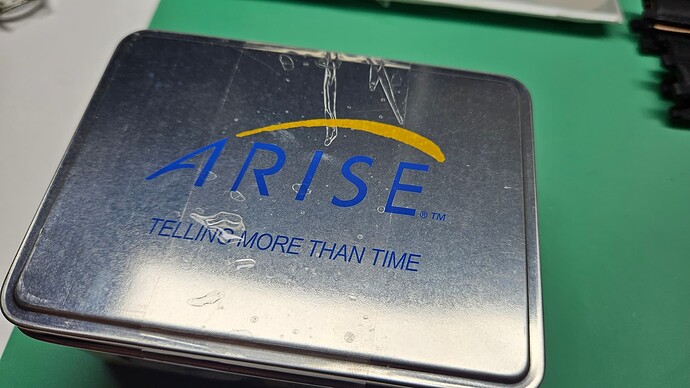 ARISE®™
TELLING MORE THAN TIME